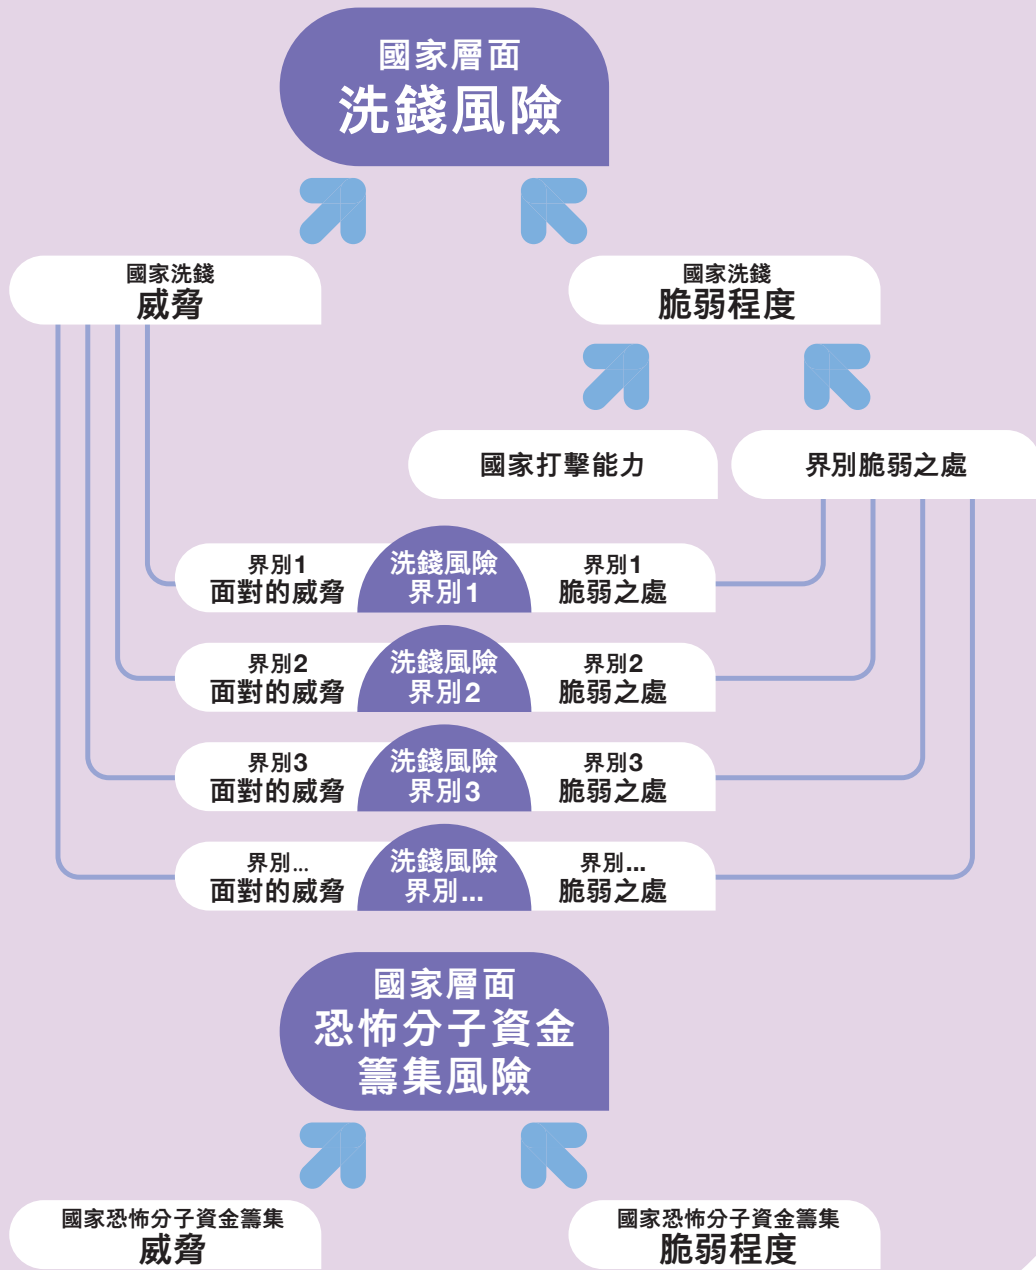 國家層面
洗錢風險
國家洗錢
威脅
國家洗錢
脆弱程度
國家打擊能力
界別脆弱之處
界別1
面對的威脅
洗錢風險
界別1
界別1
脆弱之處
界別2
面對的威脅
洗錢風險
界別2
界別2
脆弱之處
界別3
面對的威脅
洗錢風險
界別3
界別3
脆弱之處
界別...
面對的威脅
洗錢風險
界別...
界別...
脆弱之處
國家層面
恐怖分子資金
籌集風險
國家恐怖分子資金籌集
威脅
國家恐怖分子資金籌集
脆弱程度